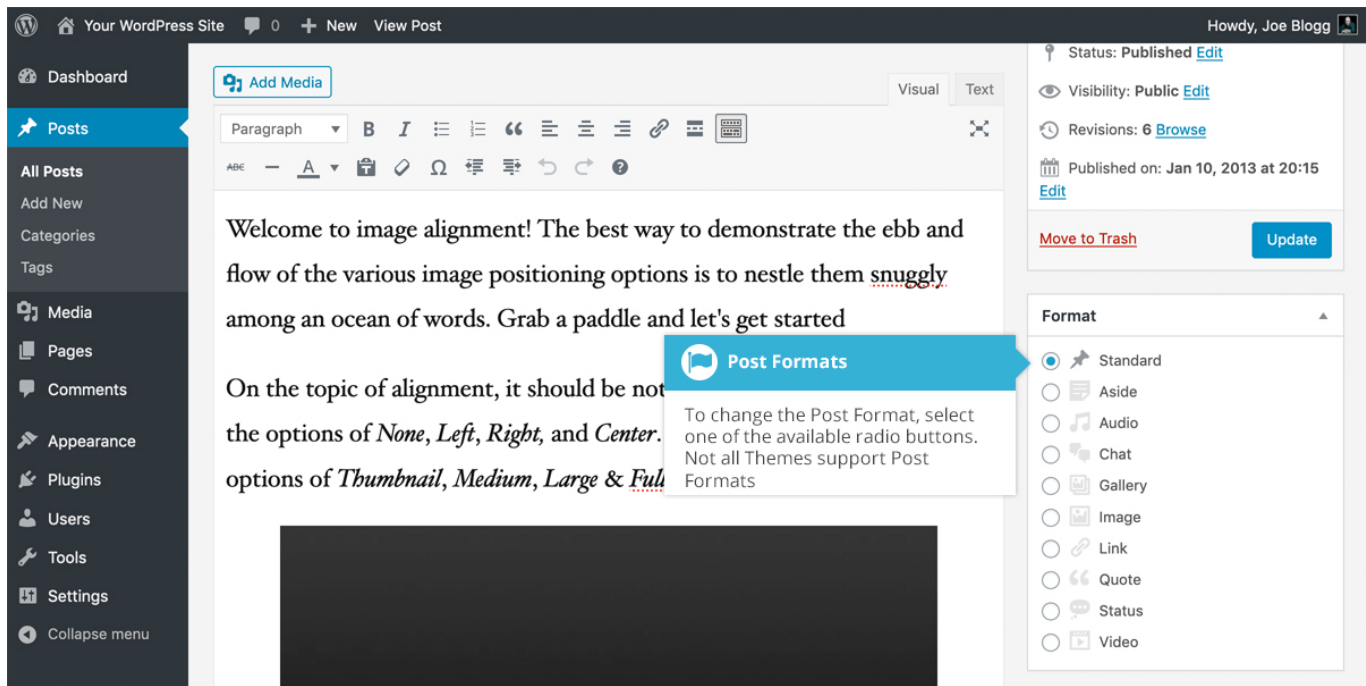 Your WordPress Site 0 New View Post Howdy, Joe Blogg
Dashboard
Posts
All Posts
Add New
Categories
Tags
Media
Pages
Comments
Appearance
Plugins
Users
Tools
Settings
Collapse menu
Add Media
Visual Text
Paragraph B I
ABC A Ω
Welcome to image alignment! The best way to demonstrate the ebb and
flow of the various image positioning options is to nestle them snuggly
among an ocean of words. Grab a paddle and let's get started
On the topic of alignment, it should be not
the options of None, Left, Right, and Center.
options of Thumbnail, Medium, Large & Full
Post Formats
To change the Post Format, select
one of the available radio buttons.
Not all Themes support Post
Formats
Status: Published Edit
Visibility: Public Edit
Revisions: 6 Browse
Published on: Jan 10, 2013 at 20:15
Edit
Move to Trash Update
Format
Standard
Aside
Audio
Chat
Gallery
Image
Link
Quote
Status
Video